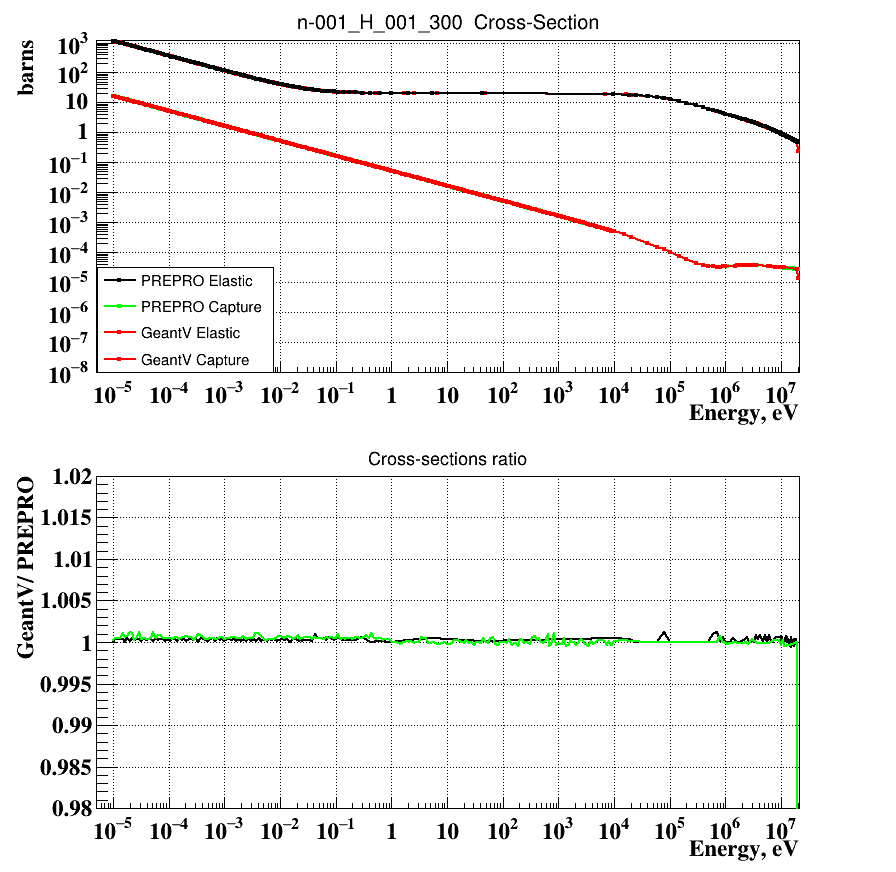 n-001_H_001_300 Cross-Section
barns
10³
10²
10
1
10⁻¹
10⁻²
10⁻³
10⁻⁴
10⁻⁵
10⁻⁶
10⁻⁷
10⁻⁸
PREPRO Elastic
PREPRO Capture
GeantV Elastic
GeantV Capture
10⁻⁵ 10⁻⁴ 10⁻³ 10⁻² 10⁻¹ 1 10 10² 10³ 10⁴ 10⁵ 10⁶ 10⁷
Energy, eV
Cross-sections ratio
GeantV/ PREPRO
1.02
1.015
1.01
1.005
1
0.995
0.99
0.985
0.98
10⁻⁵ 10⁻⁴ 10⁻³ 10⁻² 10⁻¹ 1 10 10² 10³ 10⁴ 10⁵ 10⁶ 10⁷
Energy, eV